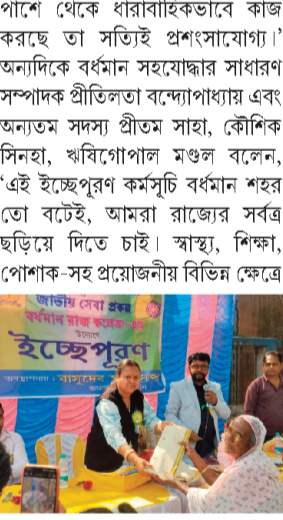 পাশে থেকে ধারাবাহিকভাবে কাজ
করছে তা সত্যিই প্রশংসাযোগ্য।’
অন্যদিকে বর্ধমান সহযোদ্ধার সাধারণ
সম্পাদক প্রীতিলতা বন্দ্যোপাধ্যায় এবং
অন্যতম সদস্য প্রীতম সাহা, কৌশিক
সিনহা, ঋষিগোপাল মণ্ডল বলেন,
‘এই ইচ্ছেপূরণ কর্মসূচি বর্ধমান শহর
তো বটেই, আমরা রাজ্যের সর্বত্র
ছড়িয়ে দিতে চাই। স্বাস্থ্য, শিক্ষা,
পোশাক-সহ প্রয়োজনীয় বিভিন্ন ক্ষেত্রে
জাতীয় সেবা প্রকল্প
বর্ধমান রাজ কলেজ-এর
উদ্যোগে
ইচ্ছেপূরণ
বাসুদেব